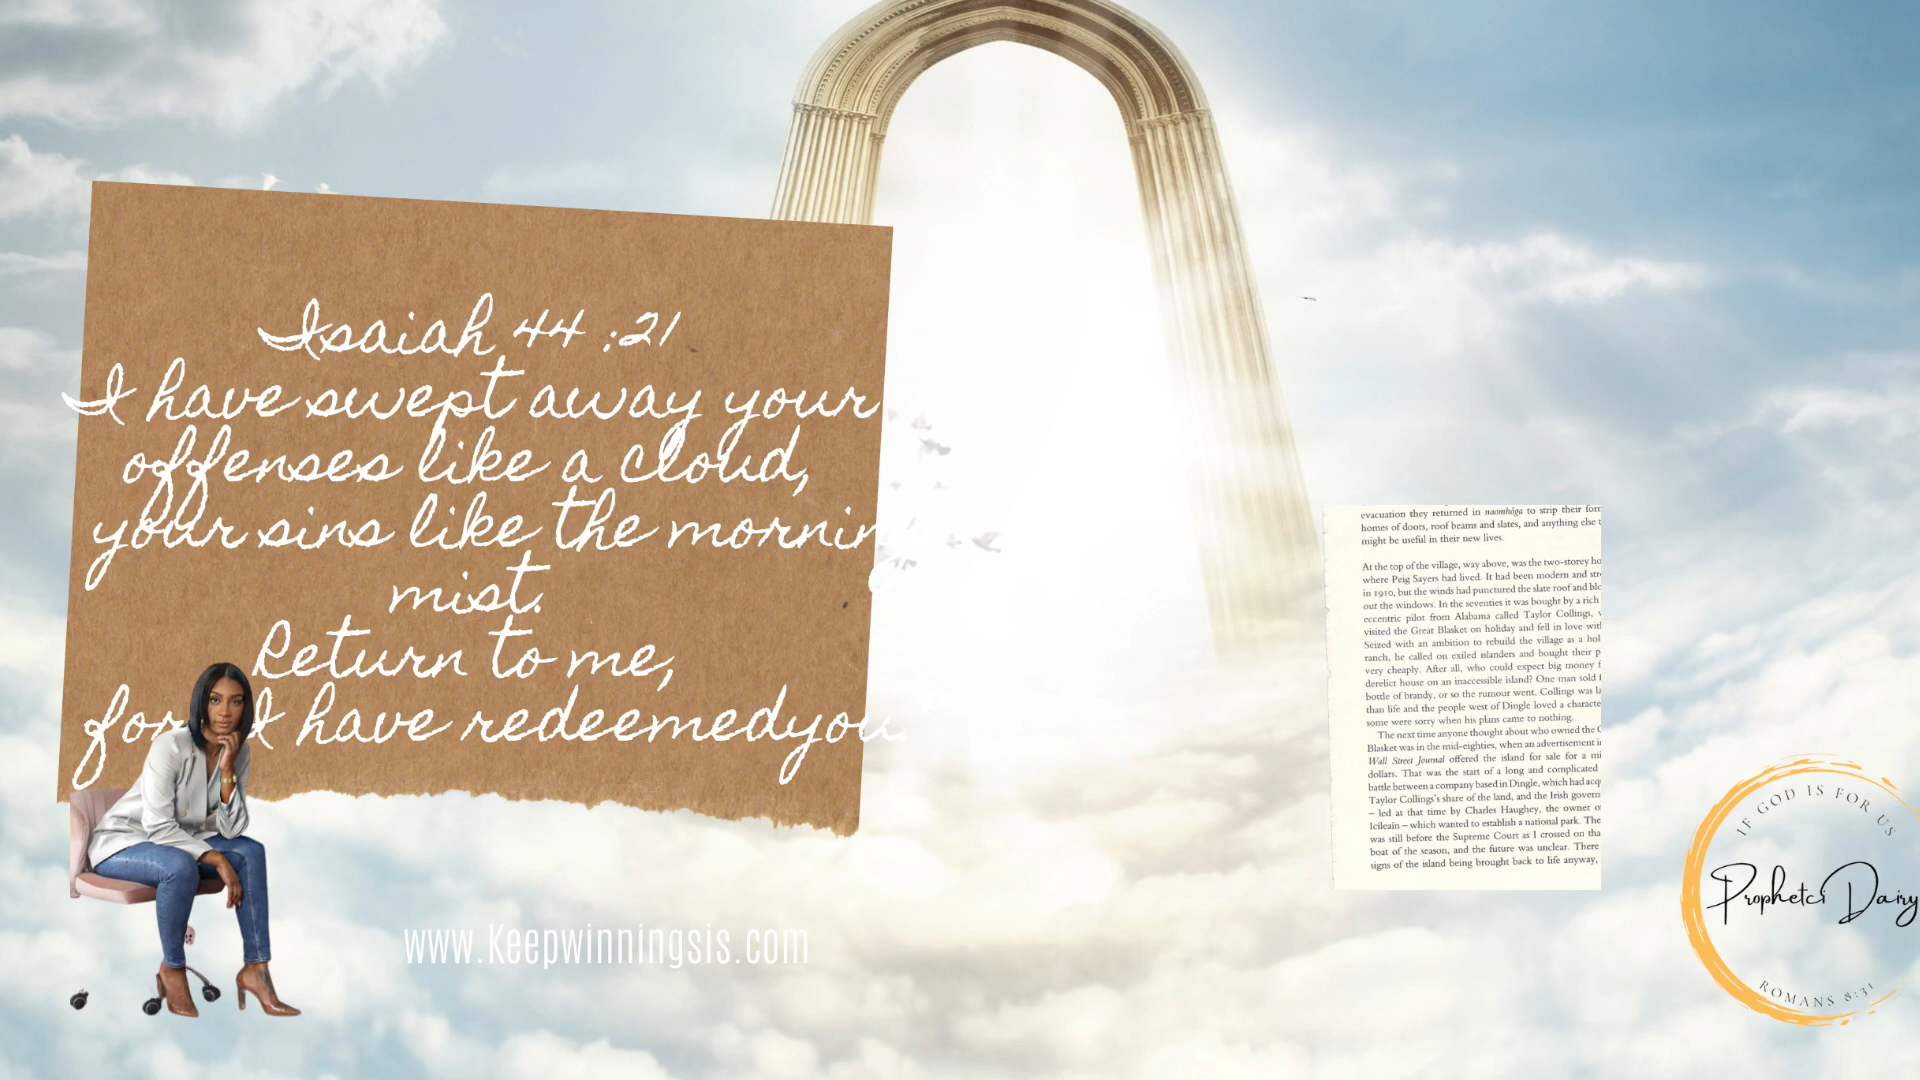 Isaiah 44 :21
I have swept away your
offenses like a cloud,
your sins like the morning
mist.
Return to me,
for I have redeemedyou.
www.Keepwinningsis.com
evacuation they returned in naomhóga to strip their for
homes of doors, roof beams and slates, and anything else t
might be useful in their new lives.
At the top of the village, way above, was the two-storey ho
where Peig Sayers had lived. It had been modern and str
in 1910, but the winds had punctured the slate roof and blo
out the windows. In the seventies it was bought by a rich
eccentric pilot from Alabama called Taylor Collings,
visited the Great Blasket on holiday and fell in love wit
Seized with an ambition to rebuild the village as a hol
ranch, he called on exiled islanders and bought their p
very cheaply. After all, who could expect big money f
derelict house on an inaccessible island? One man sold
bottle of brandy, or so the rumour went. Collings was la
than life and the people west of Dingle loved a characte
some were sorry when his plans came to nothing.
The next time anyone thought about who owned the
Blasket was in the mid-eighties, when an advertisement i
Wall Street Journal offered the island for sale for a mi
dollars. That was the start of a long and complicated
battle between a company based in Dingle, which had acq
Taylor Collings's share of the land, and the Irish govern
– led at that time by Charles Haughey, the owner o
Icileain – which wanted to establish a national park. The
was still before the Supreme Court as I crossed on tha
boat of the season, and the future was unclear. There
signs of the island being brought back to life anyway,
IF GOD IS FOR US
Prophetci Dairy
ROMANS 8:31